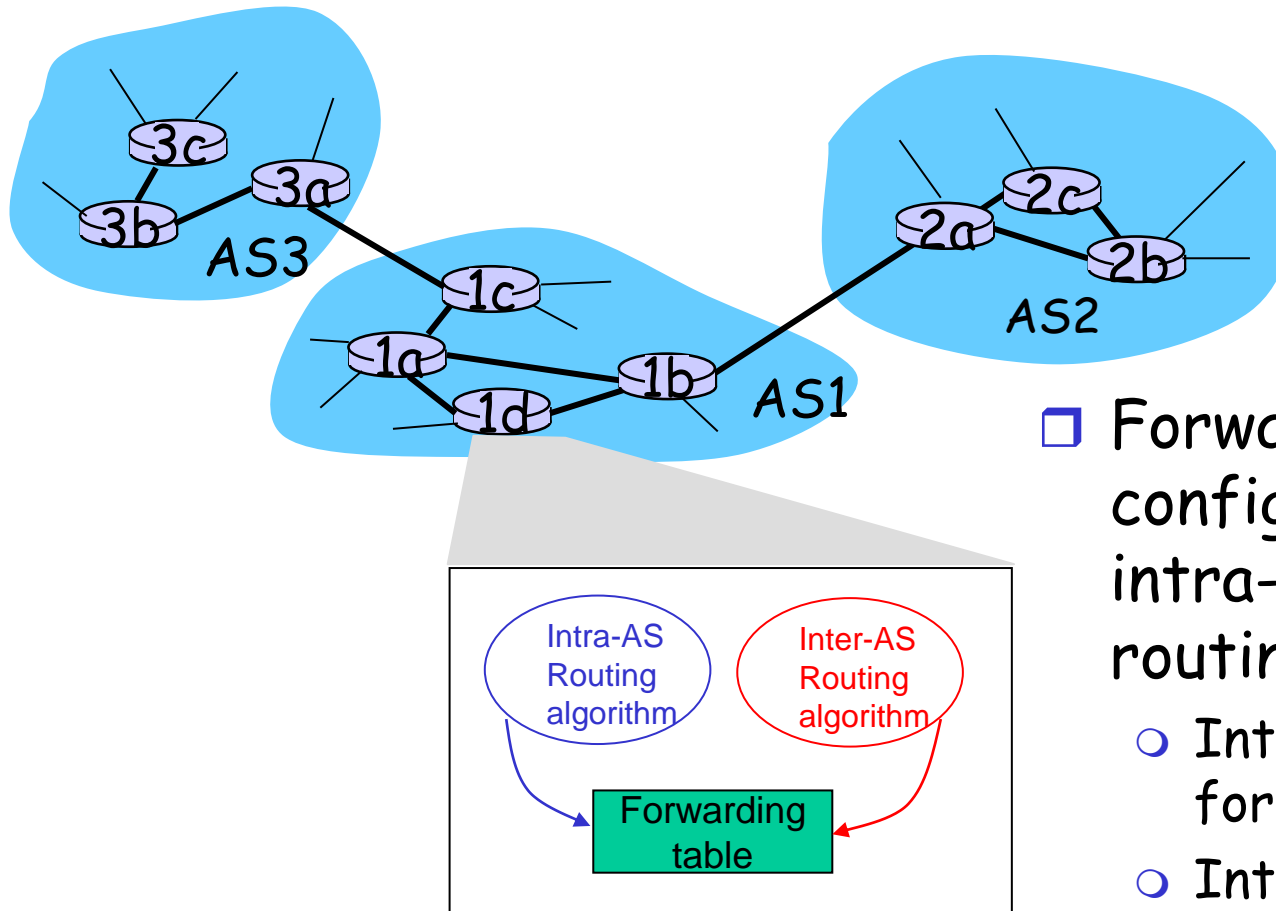 3c
3a
3b
AS3
2c
2a
2b
AS2
1c
1a
1b
1d
AS1
Intra-AS
Routing
algorithm
Inter-AS
Routing
algorithm
Forwarding
table
intra-